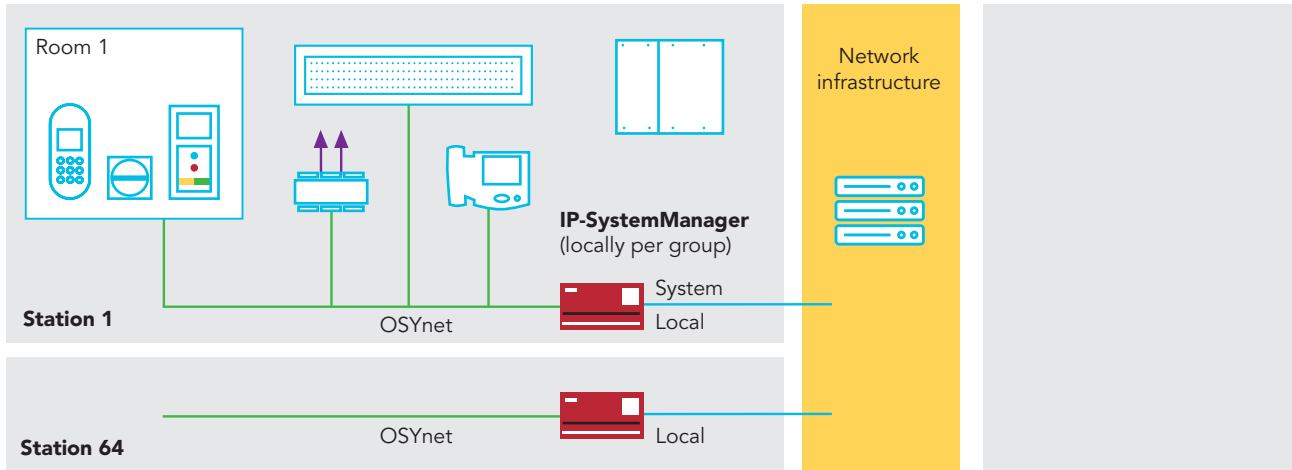 Room 1
Network
infrastructure
IP-SystemManager
(locally per group)
System
Station 1
OSYnet
Local
OSYnet
Local
Station 64